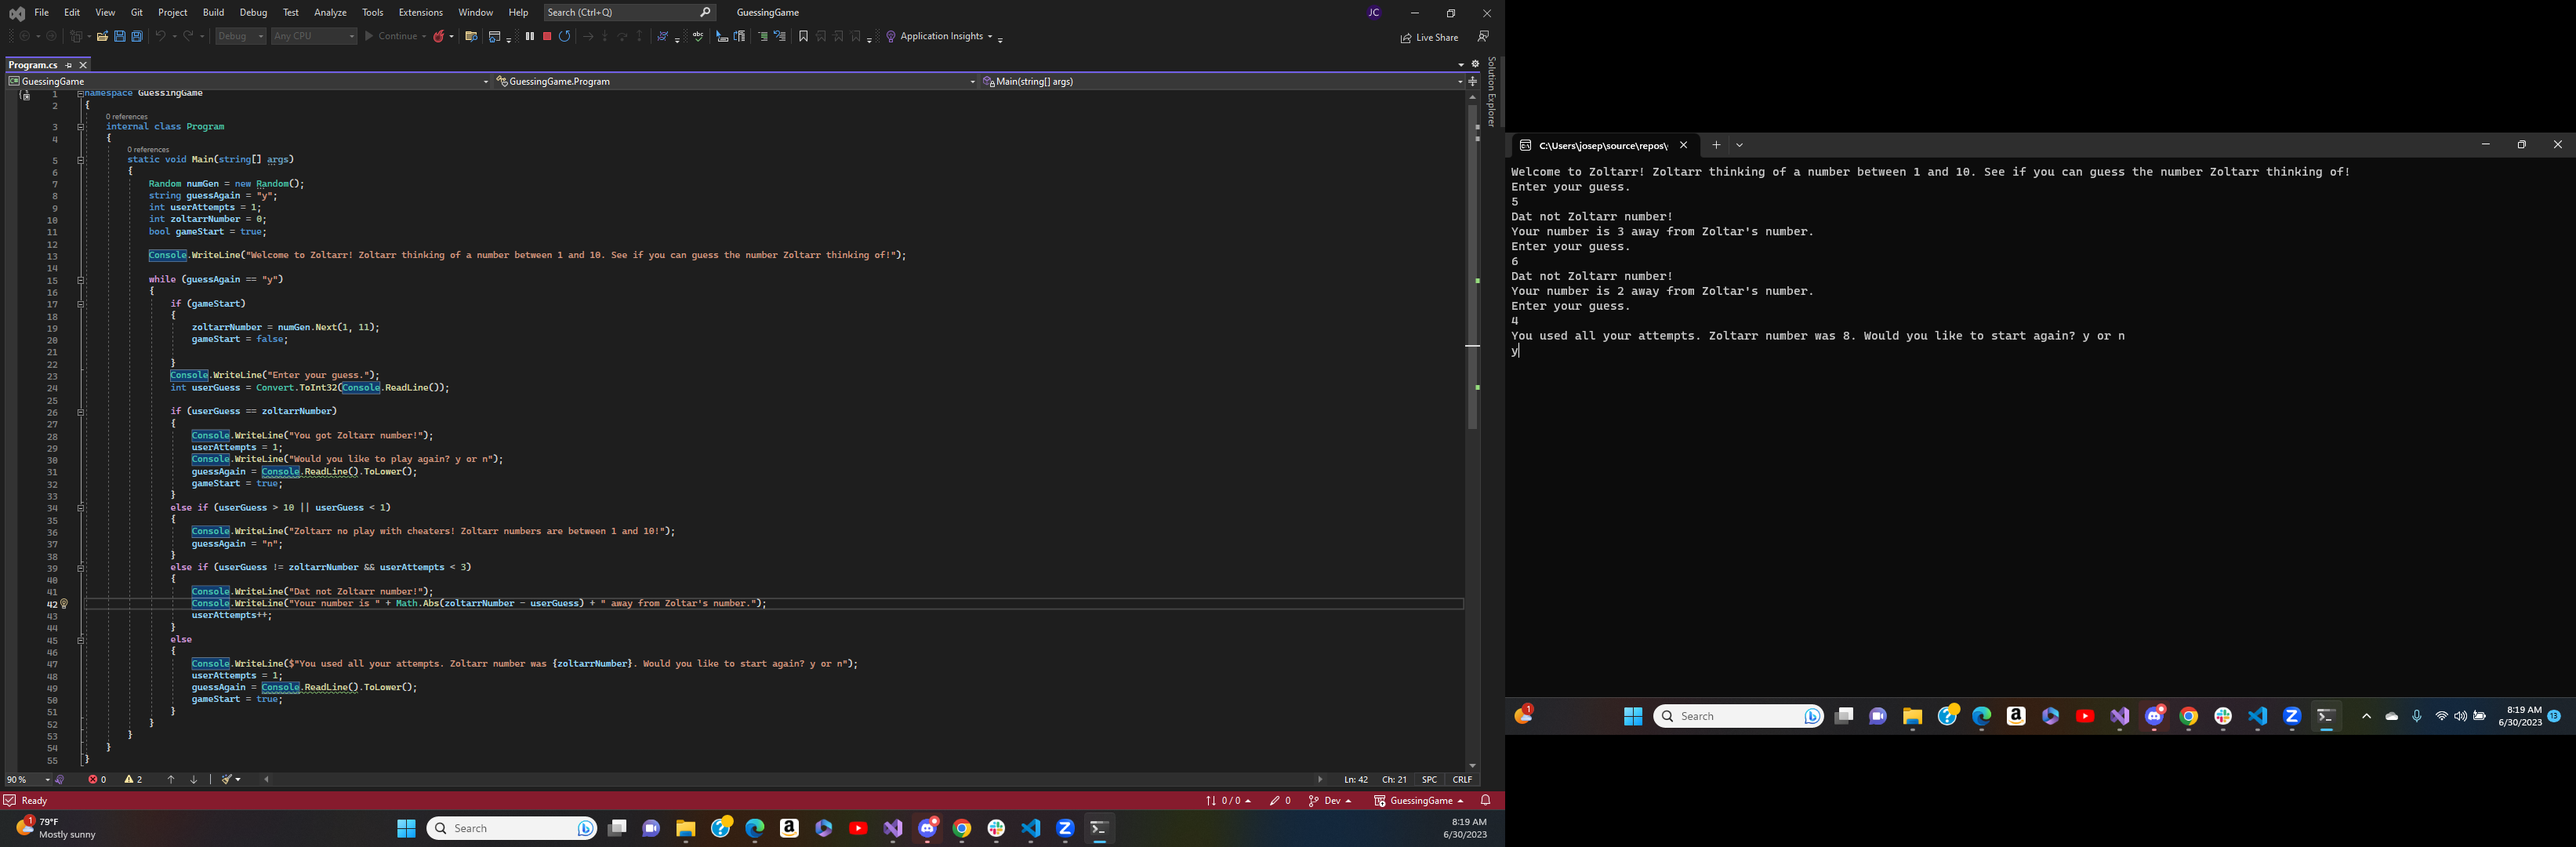 File Edit View Git Project Build Debug Test Analyze Tools Extensions Window Help Search (Ctrl+Q) GuessingGame JC
Debug Any CPU Continue Application Insights Live Share
Program.cs
GuessingGame GuessingGame.Program Main(string[] args)
Solution Explorer
1 namespace GuessingGame
2 {
0 references
3 internal class Program
4 {
0 references
5 static void Main(string[] args)
6 {
7 Random numGen = new Random();
8 string guessAgain = "y";
9 int userAttempts = 1;
10 int zoltarrNumber = 0;
11 bool gameStart = true;
12
13 Console.WriteLine("Welcome to Zoltarr! Zoltarr thinking of a number between 1 and 10. See if you can guess the number Zoltarr thinking of!");
14
15 while (guessAgain == "y")
16 {
17 if (gameStart)
18 {
19 zoltarrNumber = numGen.Next(1, 11);
20 gameStart = false;
21
22 }
23 Console.WriteLine("Enter your guess.");
24 int userGuess = Convert.ToInt32(Console.ReadLine());
25
26 if (userGuess == zoltarrNumber)
27 {
28 Console.WriteLine("You got Zoltarr number!");
29 userAttempts = 1;
30 Console.WriteLine("Would you like to play again? y or n");
31 guessAgain = Console.ReadLine().ToLower();
32 gameStart = true;
33 }
34 else if (userGuess > 10 || userGuess < 1)
35 {
36 Console.WriteLine("Zoltarr no play with cheaters! Zoltarr numbers are between 1 and 10!");
37 guessAgain = "n";
38 }
39 else if (userGuess != zoltarrNumber && userAttempts < 3)
40 {
41 Console.WriteLine("Dat not Zoltarr number!");
42 Console.WriteLine("Your number is " + Math.Abs(zoltarrNumber - userGuess) + " away from Zoltar's number.");
43 userAttempts++;
44 }
45 else
46 {
47 Console.WriteLine($"You used all your attempts. Zoltarr number was {zoltarrNumber}. Would you like to start again? y or n");
48 userAttempts = 1;
49 guessAgain = Console.ReadLine().ToLower();
50 gameStart = true;
51 }
52 }
53 }
54 }
55 }
90 % 0 2 Ln: 42 Ch: 21 SPC CRLF
Ready 0 / 0 0 Dev GuessingGame
1 79°F
Mostly sunny
Search
8:19 AM
6/30/2023
C:\Users\josep\source\repos\
Welcome to Zoltarr! Zoltarr thinking of a number between 1 and 10. See if you can guess the number Zoltarr thinking of!
Enter your guess.
5
Dat not Zoltarr number!
Your number is 3 away from Zoltar's number.
Enter your guess.
6
Dat not Zoltarr number!
Your number is 2 away from Zoltar's number.
Enter your guess.
4
You used all your attempts. Zoltarr number was 8. Would you like to start again? y or n
y
1 Search
8:19 AM
6/30/2023
13